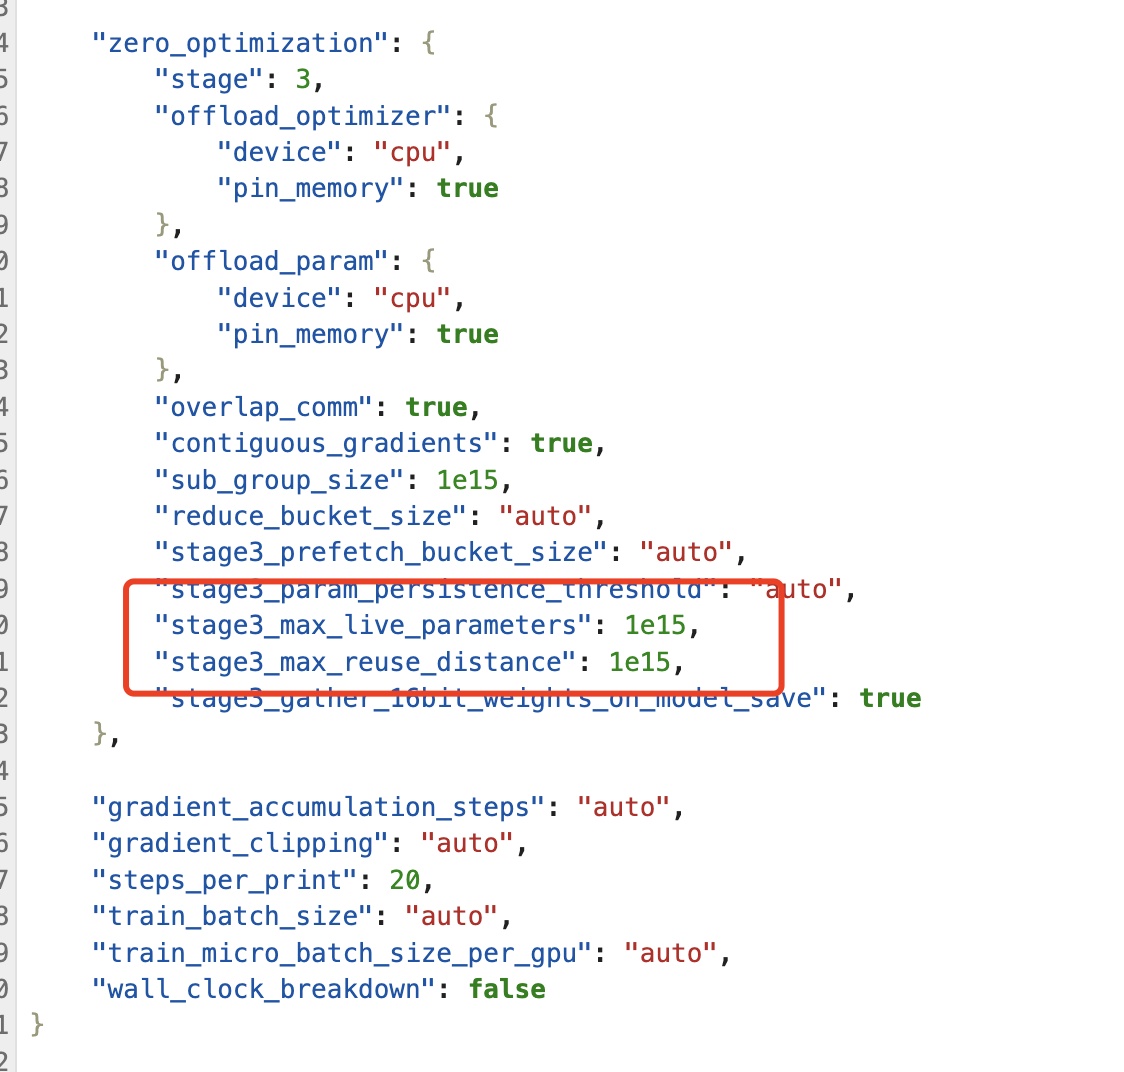 3
4 "zero_optimization": {
5 "stage": 3,
6 "offload_optimizer": {
7 "device": "cpu",
8 "pin_memory": true
9 },
0 "offload_param": {
1 "device": "cpu",
2 "pin_memory": true
3 },
4 "overlap_comm": true,
5 "contiguous_gradients": true,
6 "sub_group_size": 1e15,
7 "reduce_bucket_size": "auto",
8 "stage3_prefetch_bucket_size": "auto",
9 "stage3_param_persistence_threshold": "auto",
0 "stage3_max_live_parameters": 1e15,
1 "stage3_max_reuse_distance": 1e15,
2 "stage3_gather_16bit_weights_on_model_save": true
3 },
4
5 "gradient_accumulation_steps": "auto",
6 "gradient_clipping": "auto",
7 "steps_per_print": 20,
8 "train_batch_size": "auto",
9 "train_micro_batch_size_per_gpu": "auto",
0 "wall_clock_breakdown": false
1 }
2